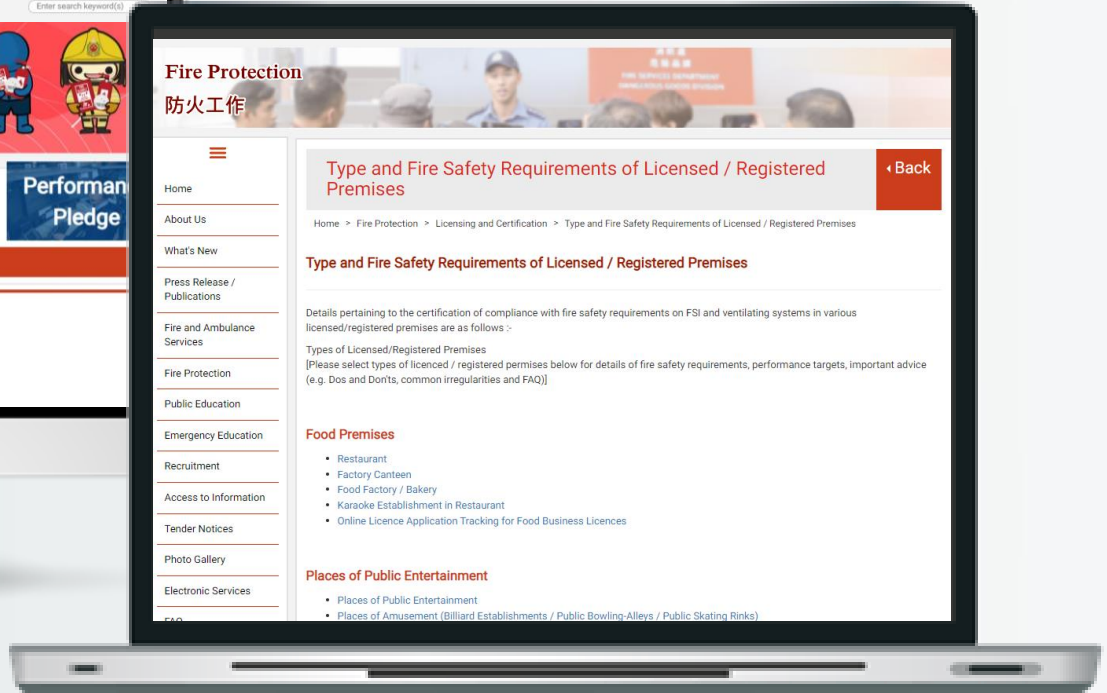 Enter search keyword(s)
Performan
Pledge
Fire Protection
防火工作
Home
About Us
What's New
Press Release /
Publications
Fire and Ambulance
Services
Fire Protection
Public Education
Emergency Education
Recruitment
Access to Information
Tender Notices
Photo Gallery
Electronic Services
FAQ
FIRE SERVICES DEPARTMENT
DANGEROUS GOODS DIVISION
Type and Fire Safety Requirements of Licensed / Registered
Premises
Back
Home > Fire Protection > Licensing and Certification > Type and Fire Safety Requirements of Licensed / Registered Premises
Type and Fire Safety Requirements of Licensed / Registered Premises
Details pertaining to the certification of compliance with fire safety requirements on FSI and ventilating systems in various
licensed/registered premises are as follows :-
Types of Licensed/Registered Premises
[Please select types of licenced / registered permises below for details of fire safety requirements, performance targets, important advice
(e.g. Dos and Don'ts, common irregularities and FAQ)]
Food Premises
• Restaurant
• Factory Canteen
• Food Factory / Bakery
• Karaoke Establishment in Restaurant
• Online Licence Application Tracking for Food Business Licences
Places of Public Entertainment
• Places of Public Entertainment
• Places of Amusement (Billiard Establishments / Public Bowling-Alleys / Public Skating Rinks)